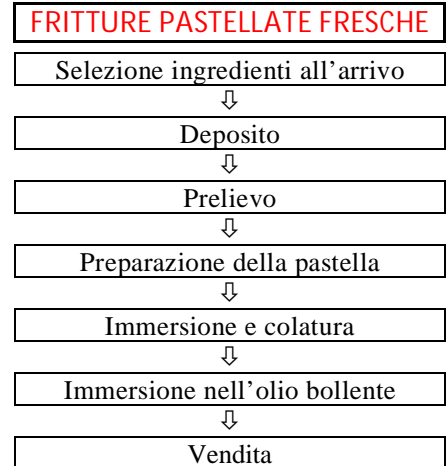 FRITTURE PASTELLATE FRESCHE
Selezione ingredienti all'arrivo
⇩
Deposito
⇩
Prelievo
⇩
Preparazione della pastella
⇩
Immersione e colatura
⇩
Immersione nell'olio bollente
⇩
Vendita